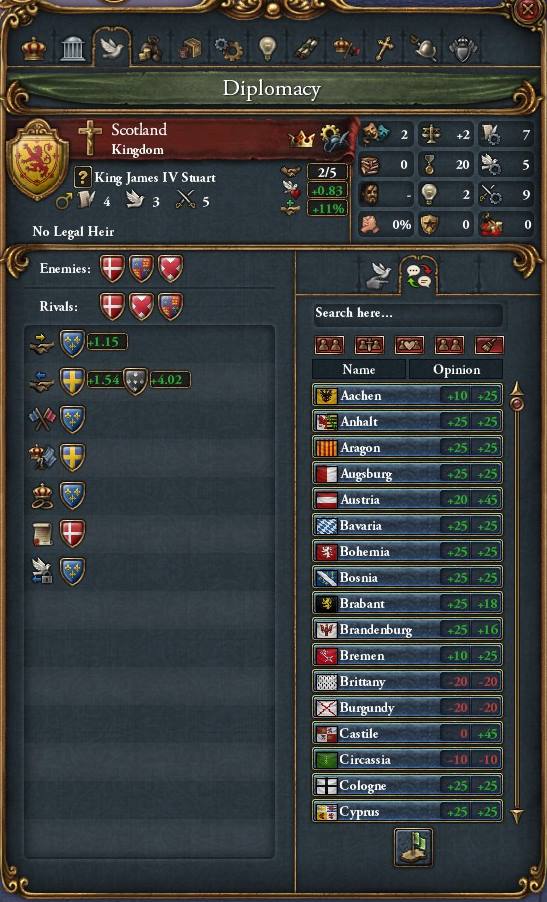 Diplomacy
Scotland
Kingdom
? King James IV Stuart
4 3 5
No Legal Heir
2/5
+0.83
+11%
2 +2 7
0 20 5
- 2 9
0% 0 0
Enemies:
Rivals:
+1.15
+1.54 +4.02
Search here...
Name Opinion
Aachen +10 +25
Anhalt +25 +25
Aragon +25 +25
Augsburg +25 +25
Austria +20 +45
Bavaria +25 +25
Bohemia +25 +25
Bosnia +25 +25
Brabant +25 +18
Brandenburg +25 +16
Bremen +10 +25
Brittany -20 -20
Burgundy -20 -20
Castile 0 +45
Circassia -10 -10
Cologne +25 +25
Cyprus +25 +25